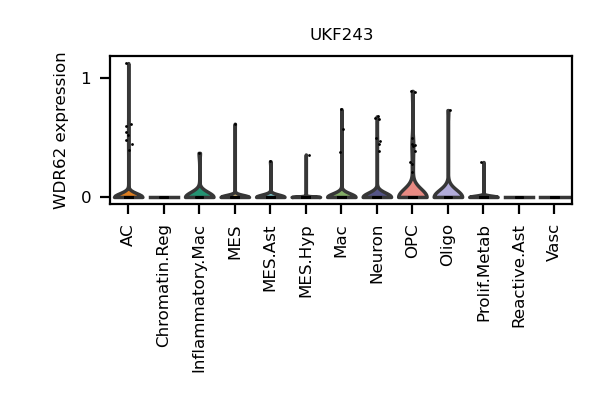 UKF243
WDR62 expression
1
0
AC
Chromatin.Reg
Inflammatory.Mac
MES
MES.Ast
MES.Hyp
Mac
Neuron
OPC
Oligo
Prolif.Metab
Reactive.Ast
Vasc